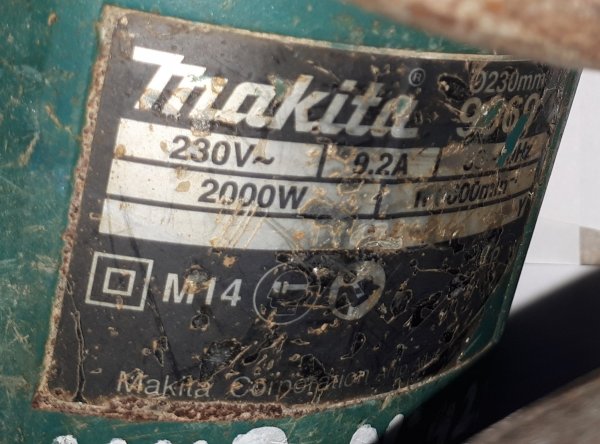 Makita®
Ø230mm
230V~ 9.2A
2000W
M14
Makita Corporation